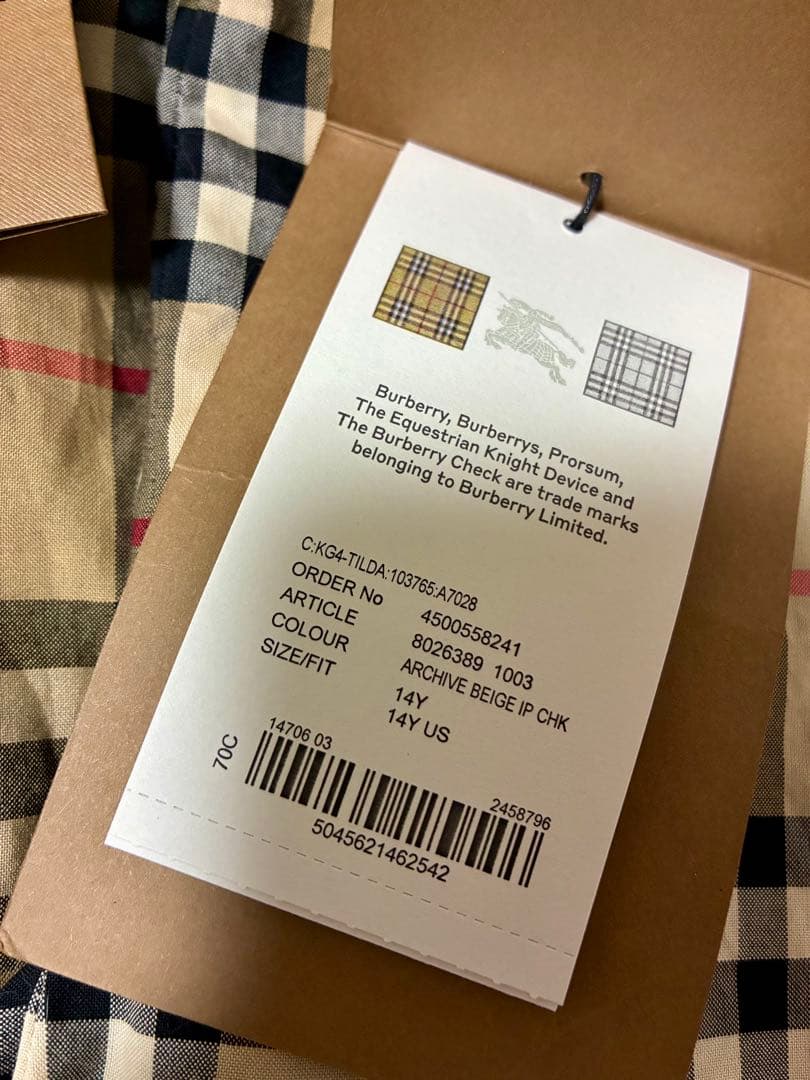 Burberry, Burberrys, Prorsum,
The Equestrian Knight Device and
The Burberry Check are trade marks
belonging to Burberry Limited.
C:KG4-TILDA:103765:A7028
ORDER No 4500558241
ARTICLE 8026389 1003
COLOUR ARCHIVE BEIGE IP CHK
SIZE/FIT 14Y
14Y US
70C
14706 03 2458796
5045621462542